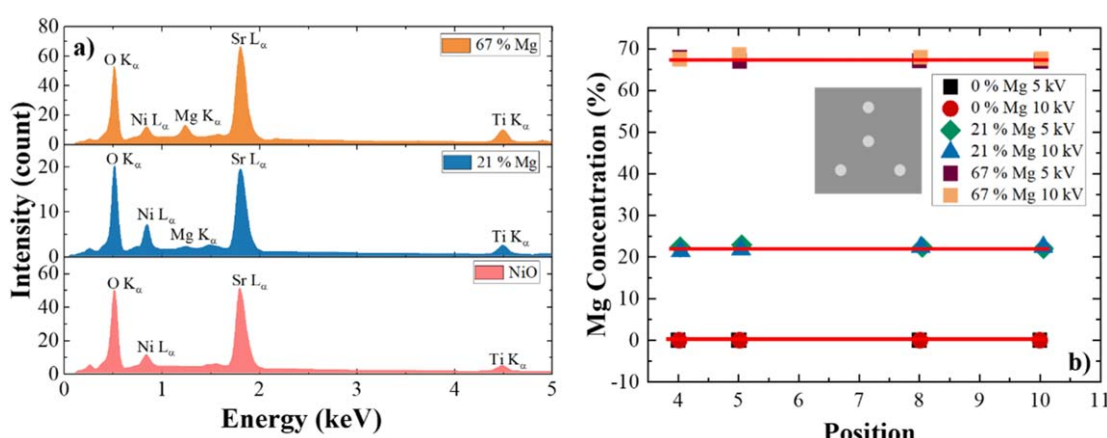 a)
80
60
40
20
0
O Kα
Ni Lα
Mg Kα
Sr Lα
Ti Kα
67 % Mg
20
10
0
O Kα
Ni Lα
Mg Kα
Sr Lα
Ti Kα
21 % Mg
60
40
20
0
O Kα
Ni Lα
Sr Lα
Ti Kα
NiO
0 1 2 3 4 5
Intensity (count)
Energy (keV)
70
60
50
40
30
20
10
0
-10
Mg Concentration (%)
0 % Mg 5 kV
0 % Mg 10 kV
21 % Mg 5 kV
21 % Mg 10 kV
67 % Mg 5 kV
67 % Mg 10 kV
b)
4 5 6 7 8 9 10 11
Position